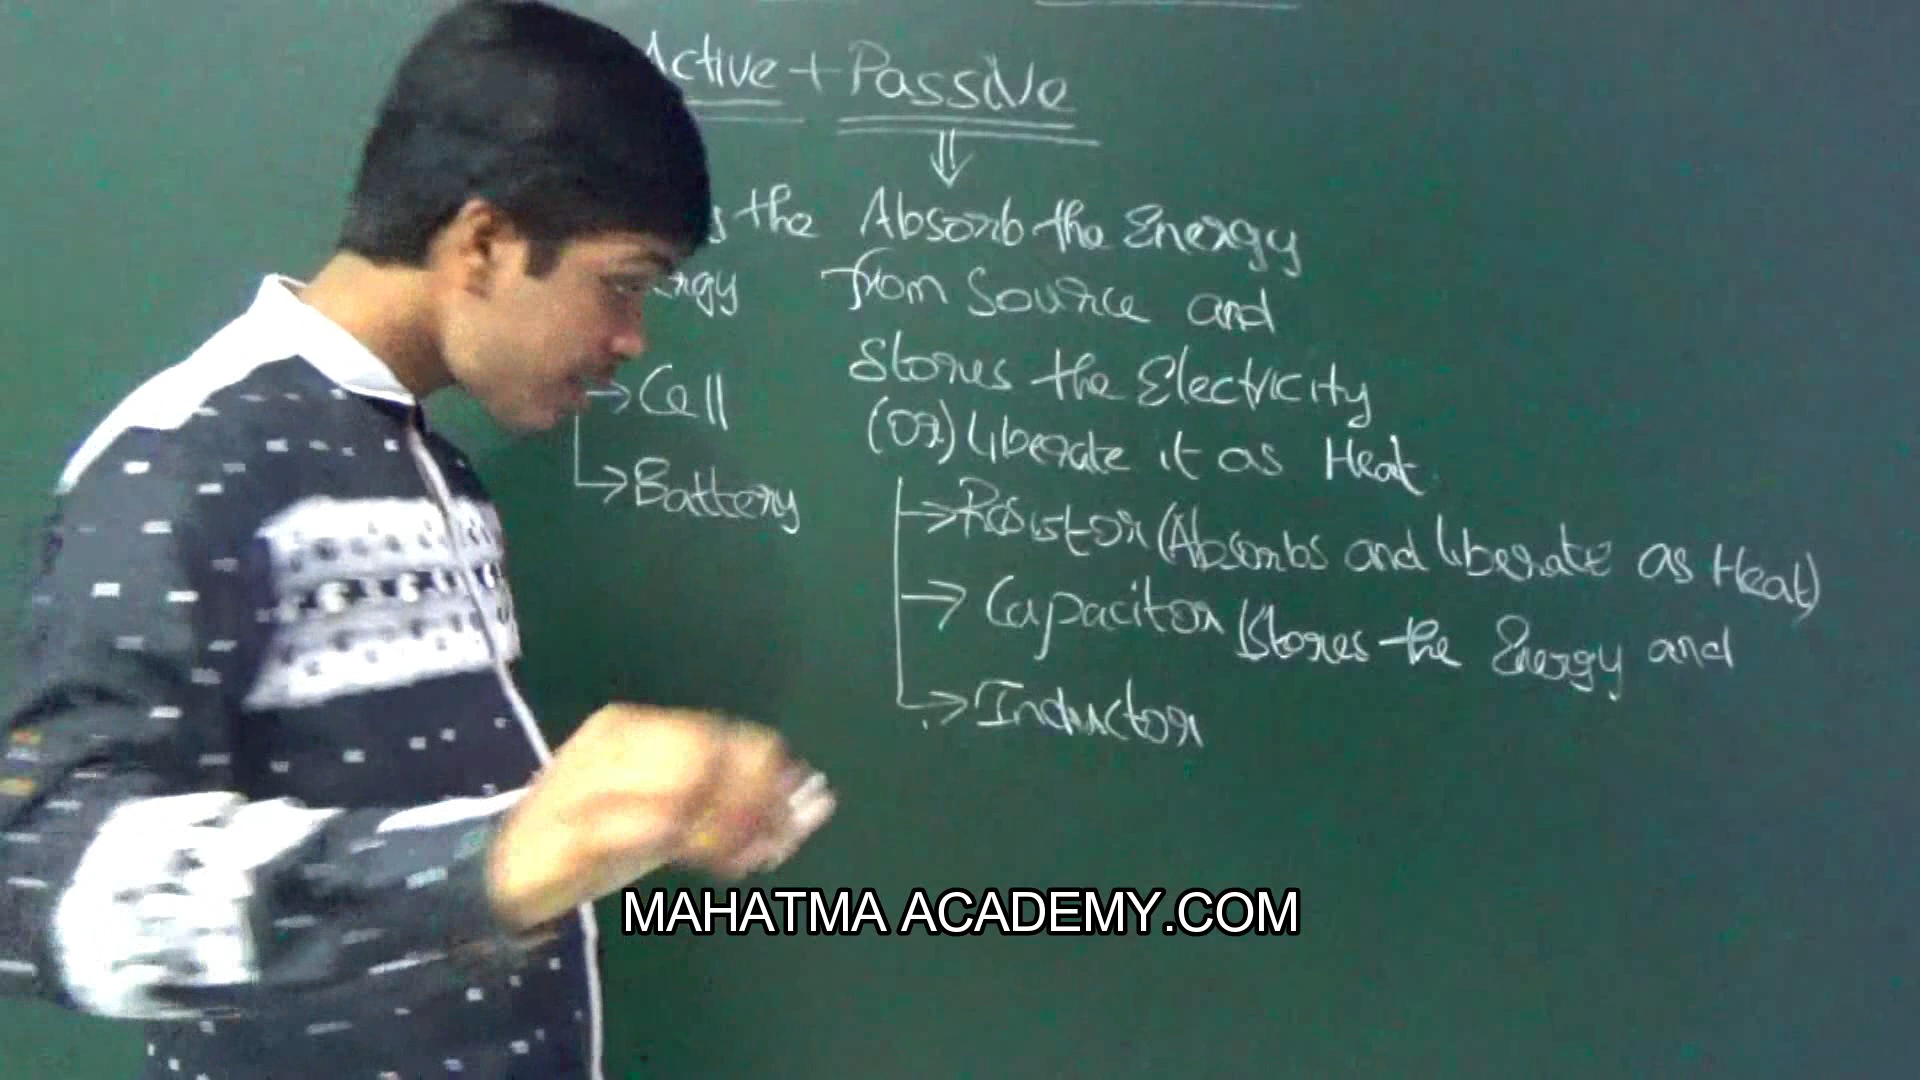 Active + Passive
the
Absorb the Energy
from Source and
Stores the Electricity
(or) Liberate it as Heat
Cell
Battery
Resistor (Absorbs and Liberate as Heat)
Capacitor (Stores the Energy and
Inductor
MAHATMA ACADEMY.COM